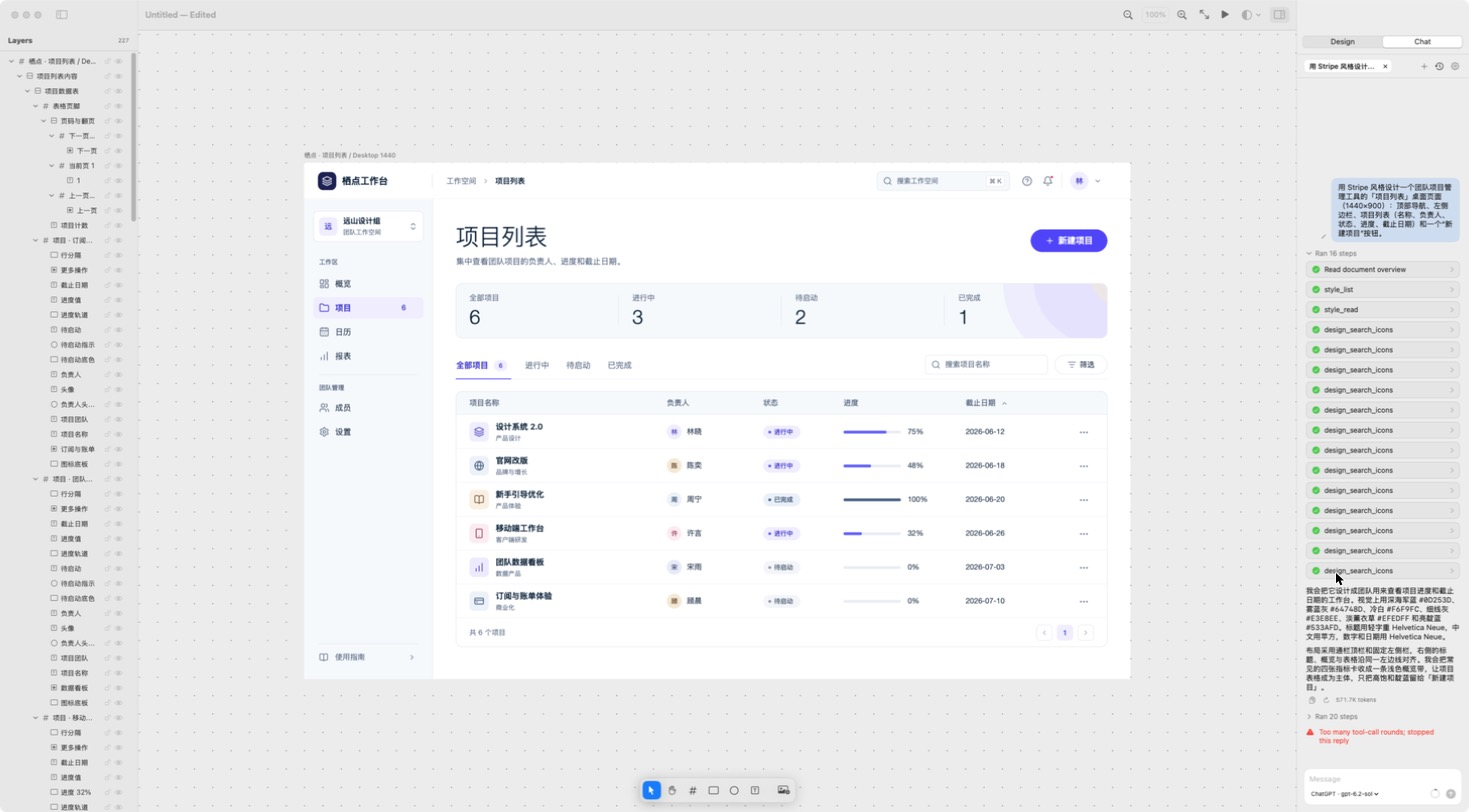 Untitled — Edited
100%
Layers
227
栖点 · 项目列表 / De...
项目列表内容
项目数据表
表格页脚
页码与翻页
下一页...
下一页
当前页 1
1
上一页...
上一页
项目计数
项目 · 订阅...
行分隔
更多操作
截止日期
进度值
进度轨道
待启动
待启动指示
待启动底色
负责人
头像
负责人头...
项目团队
项目名称
订阅与账单
图标底板
项目 · 团队...
行分隔
更多操作
截止日期
进度值
进度轨道
待启动
待启动指示
待启动底色
负责人
头像
负责人头...
项目团队
项目名称
数据看板
图标底板
项目 · 移动...
行分隔
更多操作
截止日期
进度值
进度 32%
进度轨道
栖点 · 项目列表 / Desktop 1440
栖点工作台
工作空间 > 项目列表
搜索工作空间
⌘ K
林
远
远山设计组
团队工作空间
工作区
概览
项目 6
日历
报表
团队管理
成员
设置
使用指南
项目列表
集中查看团队项目的负责人、进度和截止日期。
+ 新建项目
全部项目
6
进行中
3
待启动
2
已完成
1
全部项目 6
进行中
待启动
已完成
搜索项目名称
筛选
项目名称 负责人 状态 进度 截止日期
设计系统 2.0
产品设计
林 林晓 进行中 75% 2026-06-12
官网改版
品牌与增长
陈 陈奕 进行中 48% 2026-06-18
新手引导优化
产品体验
周 周宁 已完成 100% 2026-06-20
移动端工作台
客户端研发
许 许言 进行中 32% 2026-06-26
团队数据看板
数据产品
宋 宋雨 待启动 0% 2026-07-03
订阅与账单体验
商业化
顾 顾晨 待启动 0% 2026-07-10
共 6 个项目
1
Design
Chat
用 Stripe 风格设计... ×
用 Stripe 风格设计一个团队项目管
理工具的「项目列表」桌面页面
（1440×900）：顶部导航、左侧
边栏、项目列表（名称、负责人、
状态、进度、截止日期）和一个“新
建项目”按钮。
Ran 16 steps
Read document overview
style_list
style_read
design_search_icons
design_search_icons
design_search_icons
design_search_icons
design_search_icons
design_search_icons
design_search_icons
design_search_icons
design_search_icons
design_search_icons
design_search_icons
design_search_icons
design_search_icons
我会把它设计成团队用来查看项目进度和截止
日期的工作台。视觉上用深海军蓝 #0D253D、
雾蓝灰 #64748D、冷白 #F6F9FC、细线灰
#E3E8EE、淡薰衣草 #EFEDFF 和亮靛蓝
#533AFD。标题用轻字重 Helvetica Neue，中
文用苹方，数字和日期用 Helvetica Neue。
布局采用通栏顶栏和固定左侧栏。右侧的标
题、概览与表格沿同一左边线对齐。我会把常
见的四张指标卡收成一条浅色概览带，让项目
表格成为主体，只把高饱和靛蓝留给「新建项
目」。
571.7K tokens
Ran 20 steps
Too many tool-call rounds; stopped
this reply
Message
ChatGPT · gpt-6.2-sol